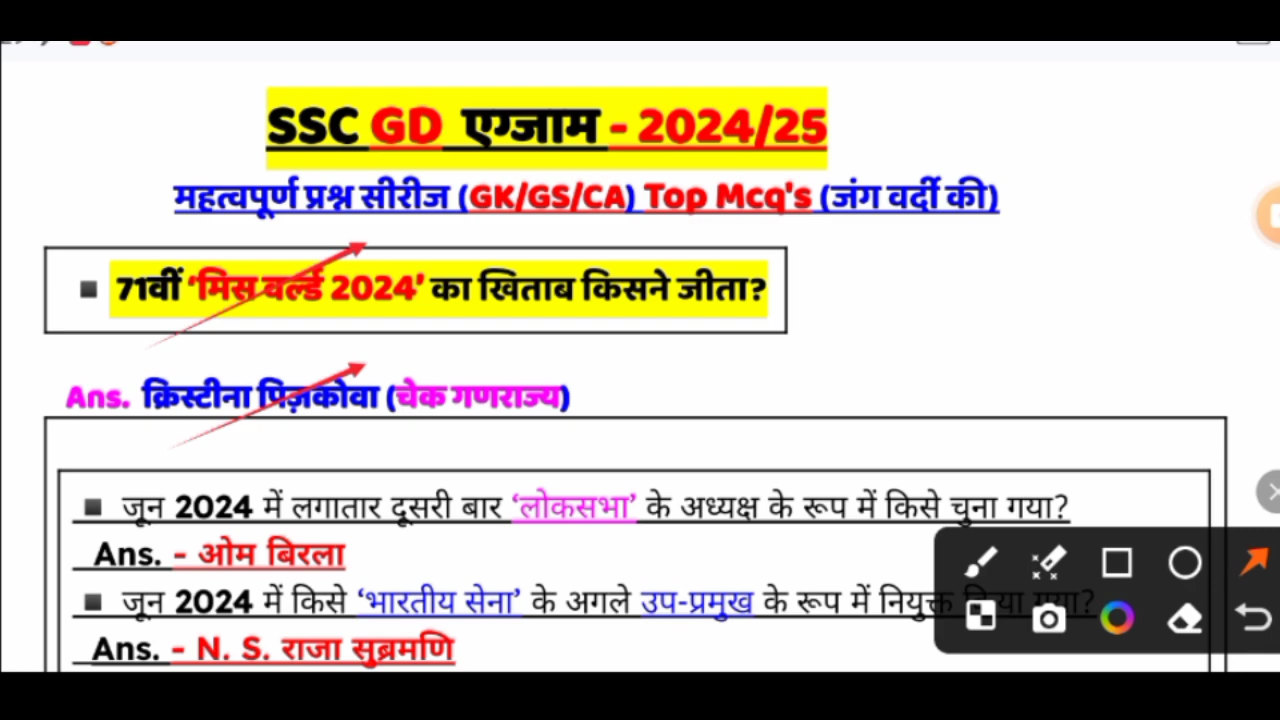 SSC GD एग्जाम - 2024/25
महत्वपूर्ण प्रश्न सीरीज (GK/GS/CA) Top Mcq's (जंग वर्दी की)
▪ 71वीं ‘मिस वर्ल्ड 2024’ का खिताब किसने जीता?
Ans. क्रिस्टीना पिज़कोवा (चेक गणराज्य)
▪ जून 2024 में लगातार दूसरी बार ‘लोकसभा’ के अध्यक्ष के रूप में किसे चुना गया?
Ans. - ओम बिरला
▪ जून 2024 में किसे ‘भारतीय सेना’ के अगले उप-प्रमुख के रूप में नियुक्त किया गया?
Ans. - N. S. राजा सुब्रमणि